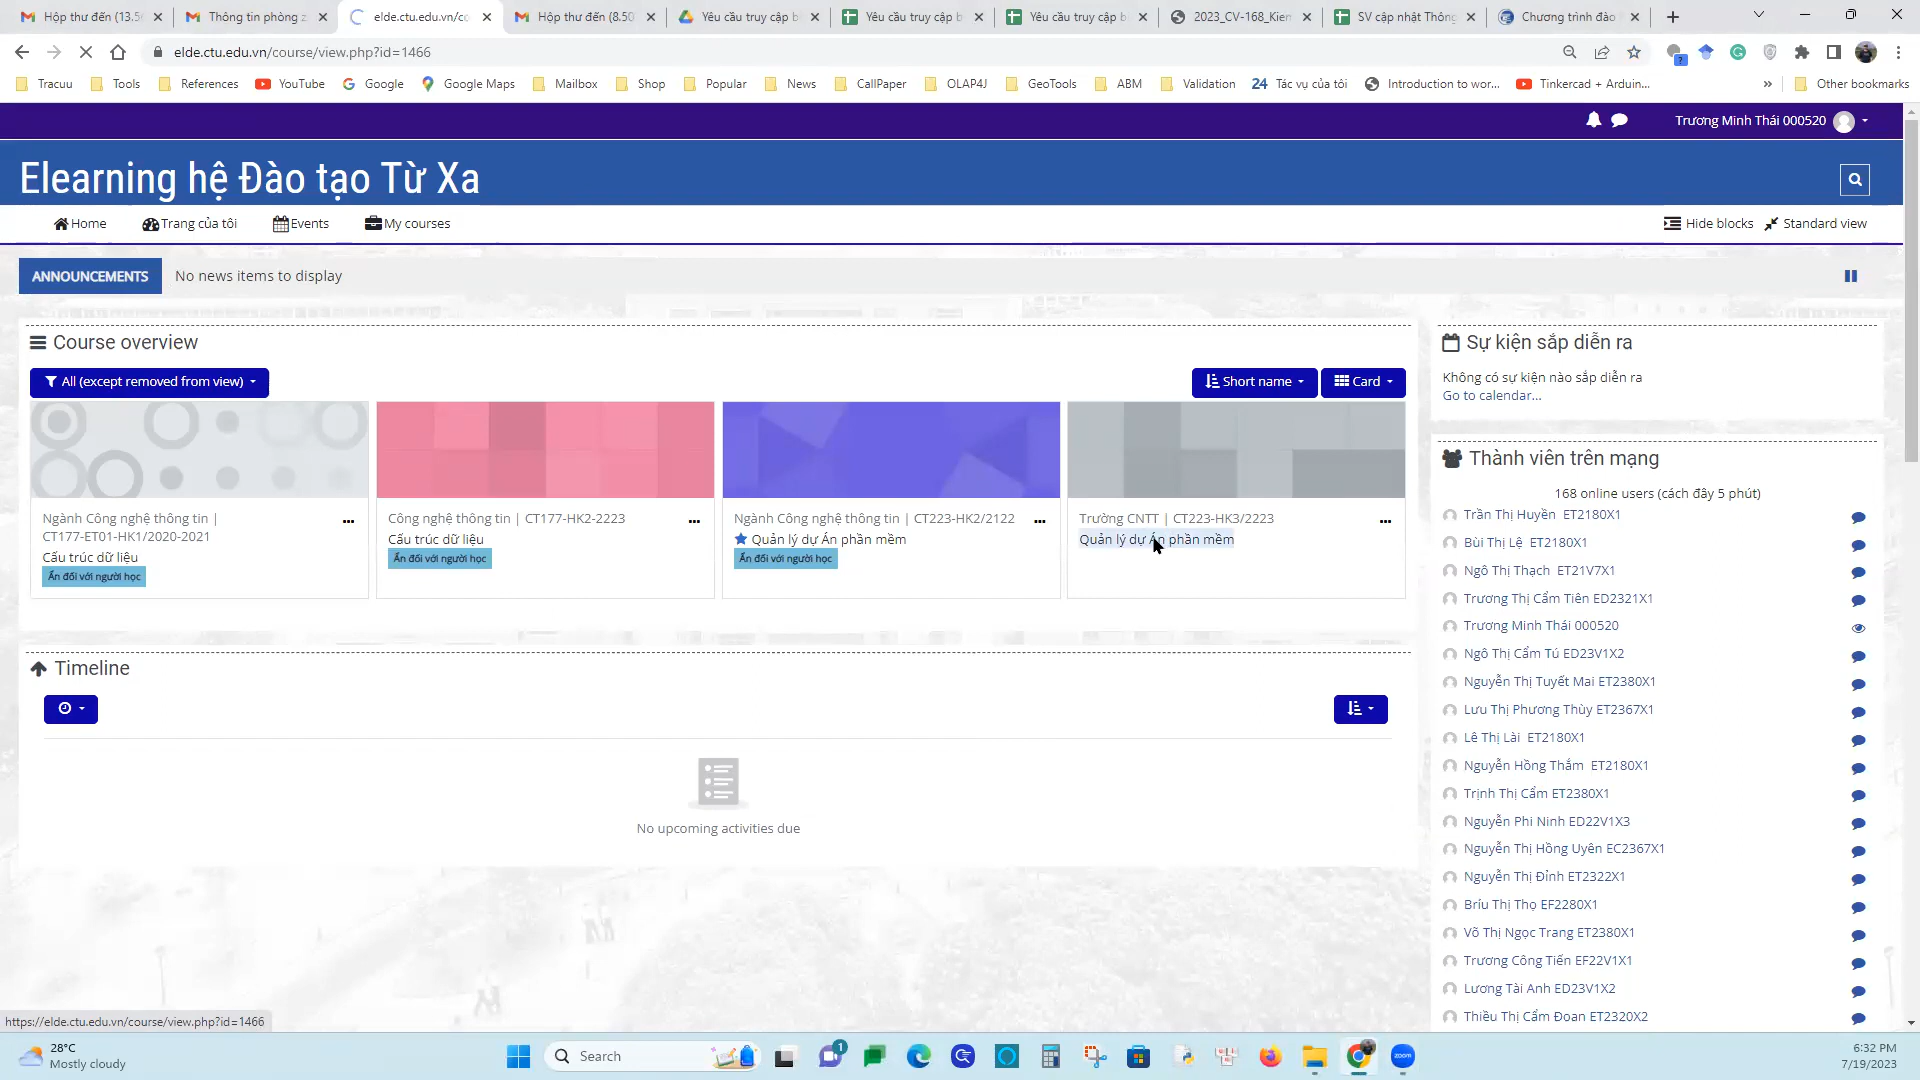 Hộp thư đến (13.5
Thông tin phòng z
elde.ctu.edu.vn/co
Hộp thư đến (8.50
Yêu cầu truy cập b
Yêu cầu truy cập b
Yêu cầu truy cập b
2023_CV-168_Kiem
SV cập nhật Thông
Chương trình đào
elde.ctu.edu.vn/course/view.php?id=1466
Tracuu
Tools
References
YouTube
Google
Google Maps
Mailbox
Shop
Popular
News
CallPaper
OLAP4J
GeoTools
ABM
Validation
24 Tác vụ của tôi
Introduction to wor...
Tinkercad + Arduin...
»
Other bookmarks
Trương Minh Thái 000520
Elearning hệ Đào tạo Từ Xa
Home
Trang của tôi
Events
My courses
Hide blocks
Standard view
ANNOUNCEMENTS
No news items to display
Course overview
All (except removed from view)
Short name
Card
Ngành Công nghệ thông tin |
CT177-ET01-HK1/2020-2021
Cấu trúc dữ liệu
Ẩn đối với người học
Công nghệ thông tin | CT177-HK2-2223
Cấu trúc dữ liệu
Ẩn đối với người học
Ngành Công nghệ thông tin | CT223-HK2/2122
Quản lý dự Án phần mềm
Ẩn đối với người học
Trường CNTT | CT223-HK3/2223
Quản lý dự Án phần mềm
Timeline
No upcoming activities due
Sự kiện sắp diễn ra
Không có sự kiện nào sắp diễn ra
Go to calendar...
Thành viên trên mạng
168 online users (cách đây 5 phút)
Trần Thị Huyền ET2180X1
Bùi Thị Lệ ET2180X1
Ngô Thị Thạch ET21V7X1
Trương Thị Cẩm Tiên ED2321X1
Trương Minh Thái 000520
Ngô Thị Cẩm Tú ED23V1X2
Nguyễn Thị Tuyết Mai ET2380X1
Lưu Thị Phương Thùy ET2367X1
Lê Thị Lài ET2180X1
Nguyễn Hồng Thắm ET2180X1
Trịnh Thị Cẩm ET2380X1
Nguyễn Phi Ninh ED22V1X3
Nguyễn Thị Hồng Uyên EC2367X1
Nguyễn Thị Đỉnh ET2322X1
Bríu Thị Thọ EF2280X1
Võ Thị Ngọc Trang ET2380X1
Trương Công Tiến EF22V1X1
Lương Tài Anh ED23V1X2
Thiều Thị Cẩm Đoan ET2320X2
https://elde.ctu.edu.vn/course/view.php?id=1466
28°C
Mostly cloudy
Search
1
zoom
6:32 PM
7/19/2023